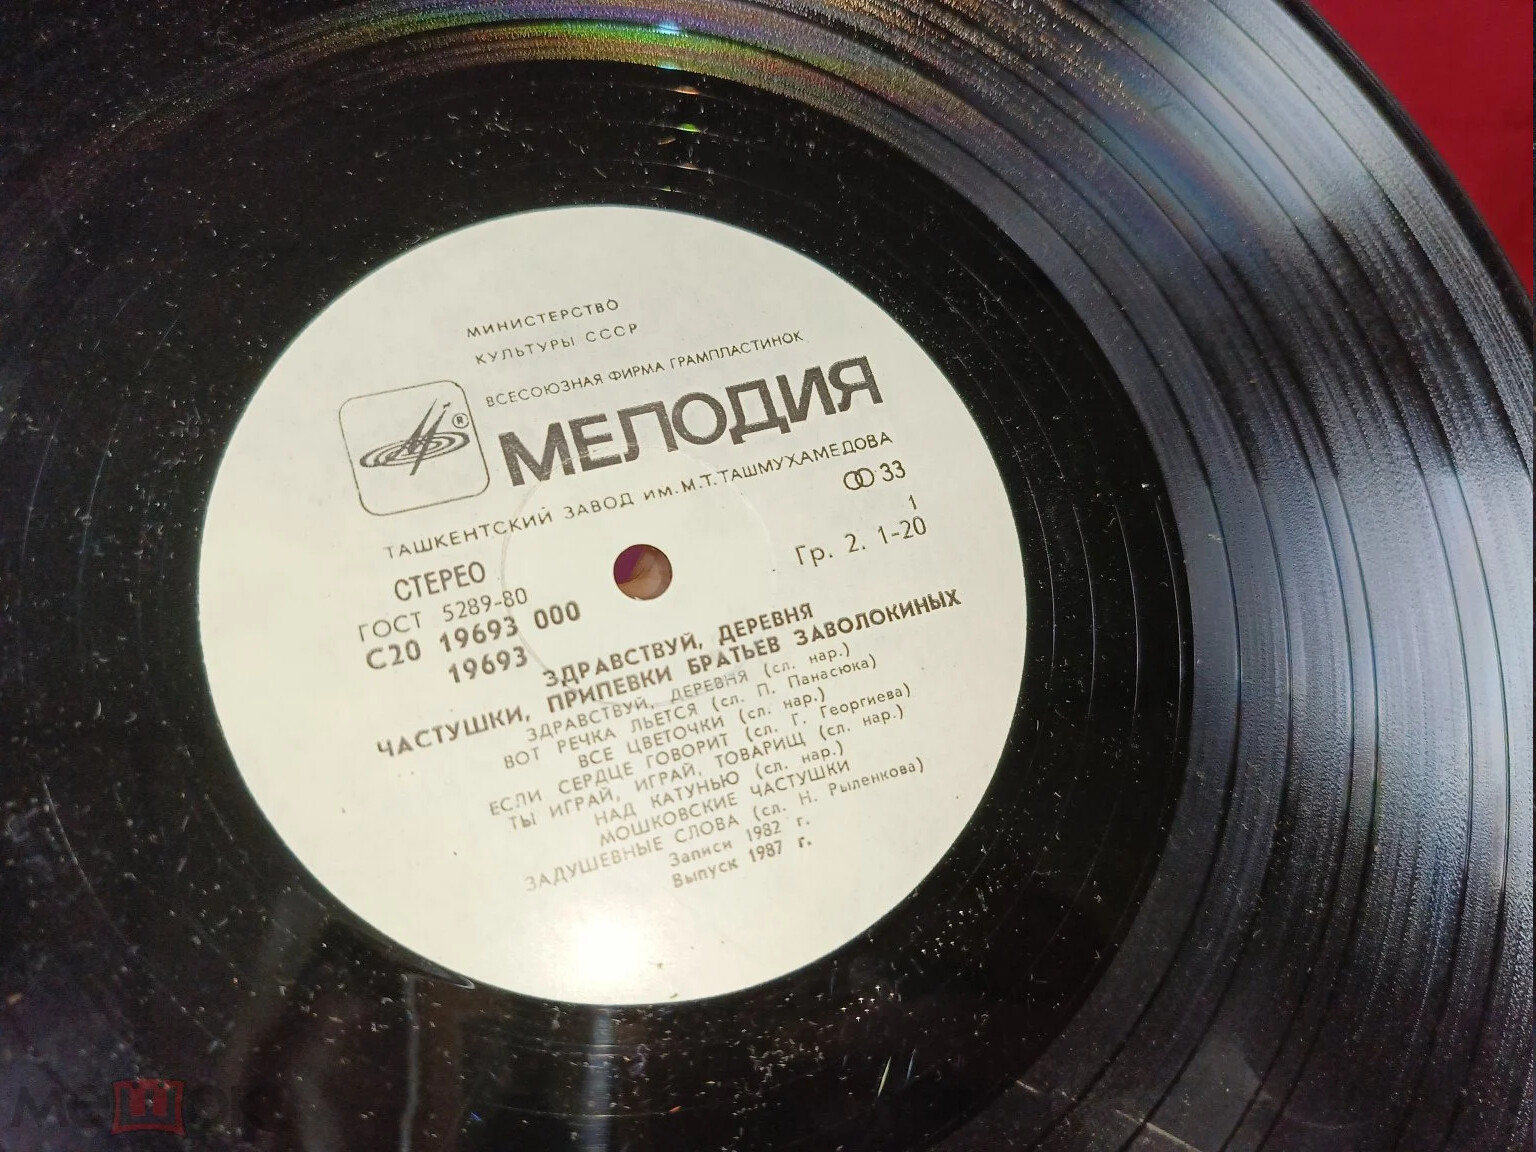 МИНИСТЕРСТВО
КУЛЬТУРЫ СССР
ВСЕСОЮЗНАЯ ФИРМА ГРАМПЛАСТИНОК
МЕЛОДИЯ
®
ТАШКЕНТСКИЙ ЗАВОД ИМ. М.Т.ТАШМУХАМЕДОВА
СТЕРЕО
33
ГОСТ 5289-80
1
С20 19693 000
Гр. 2. 1-20
19693
ЗДРАВСТВУЙ, ДЕРЕВНЯ
ЧАСТУШКИ, ПРИПЕВКИ БРАТЬЕВ ЗАВОЛОКИНЫХ
ЗДРАВСТВУЙ, ДЕРЕВНЯ (сл. нар.)
ВОТ РЕЧКА ЛЬЕТСЯ (сл. П. Панасюка)
ВСЕ ЦВЕТОЧКИ (сл. нар.)
ЕСЛИ СЕРДЦЕ ГОВОРИТ (сл. Г. Георгиева)
ТЫ ИГРАЙ, ИГРАЙ, ТОВАРИЩ (сл. нар.)
НАД КАТУНЬЮ (сл. нар.)
МОШКОВСКИЕ ЧАСТУШКИ
ЗАДУШЕВНЫЕ СЛОВА (сл. Н. Рыленкова)
Записи 1982 г.
Выпуск 1987 г.
мешок